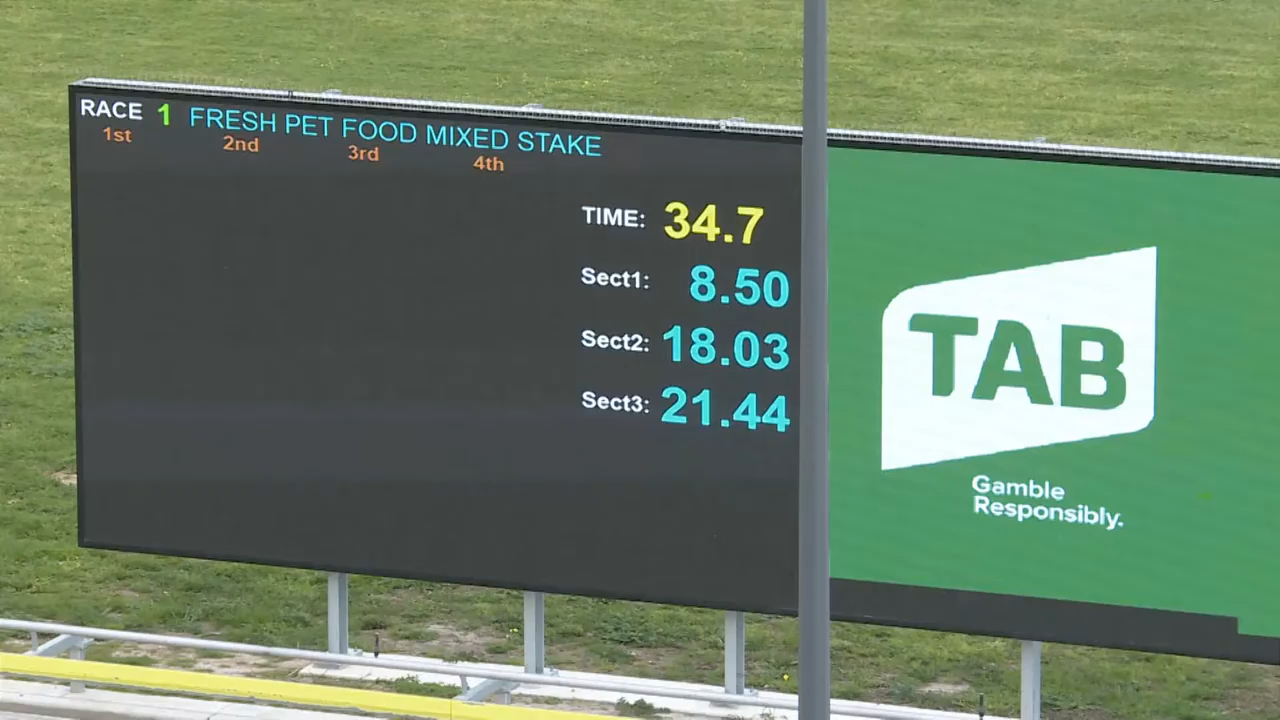 RACE 1 FRESH PET FOOD MIXED STAKE
1st 2nd 3rd 4th
TIME: 34.7
Sect1: 8.50
Sect2: 18.03
Sect3: 21.44
TAB
Gamble
Responsibly.